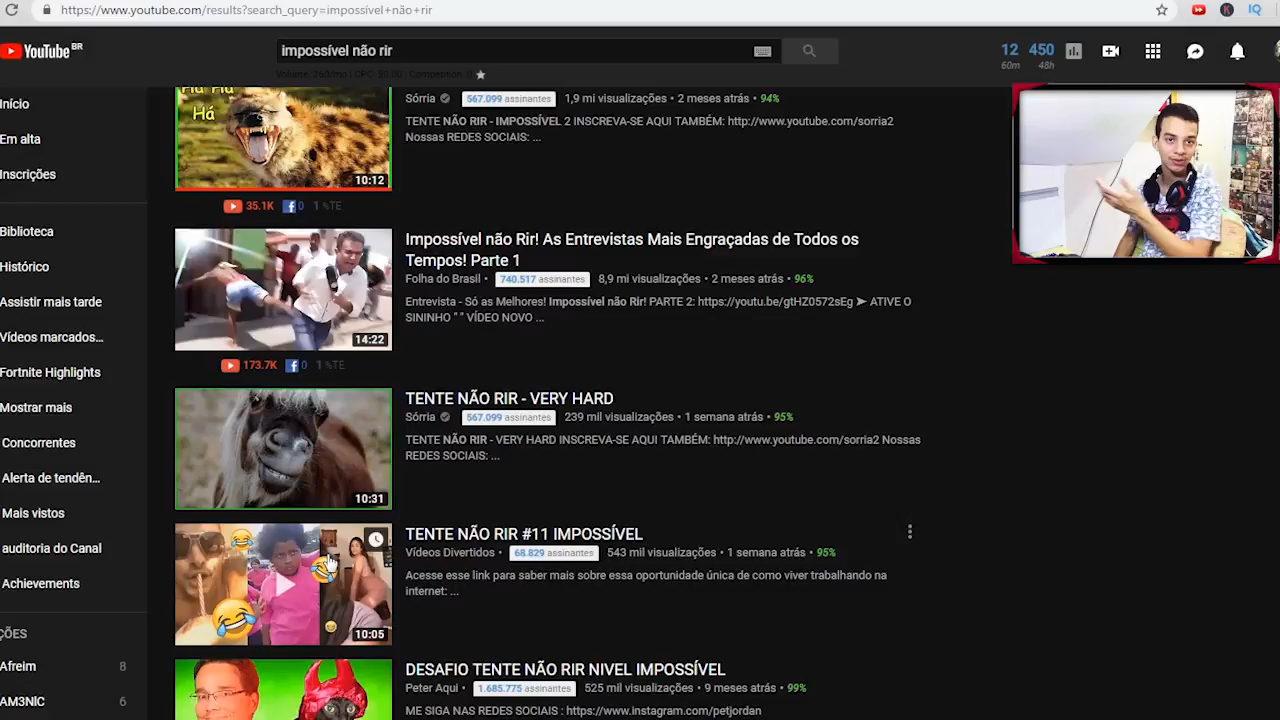 https://www.youtube.com/results?search_query=impossível+não+rir
YouTube BR
impossível não rir
12
60m
450
48h
Início
Em alta
Inscrições
Biblioteca
Histórico
Assistir mais tarde
Vídeos marcados...
Fortnite Highlights
Mostrar mais
Concorrentes
Alerta de tendên...
Mais vistos
auditoria do Canal
Achievements
ÇÕES
Afreim 8
AM3NIC 6
Há
10:12
Sórria 567.099 assinantes 1,9 mi visualizações • 2 meses atrás • 94%
TENTE NÃO RIR - IMPOSSÍVEL 2 INSCREVA-SE AQUI TAMBÉM: http://www.youtube.com/sorria2
Nossas REDES SOCIAIS: ...
35.1K 0 1 %TE
14:22
Impossível não Rir! As Entrevistas Mais Engraçadas de Todos os
Tempos! Parte 1
Folha do Brasil • 740.517 assinantes 8,9 mi visualizações • 2 meses atrás • 96%
Entrevista - Só as Melhores! Impossível não Rir! PARTE 2: https://youtu.be/gtHZ0572sEg ➤ ATIVE O
SININHO " " VÍDEO NOVO ...
173.7K 0 1 %TE
10:31
TENTE NÃO RIR - VERY HARD
Sórria 567.099 assinantes 239 mil visualizações • 1 semana atrás • 95%
TENTE NÃO RIR - VERY HARD INSCREVA-SE AQUI TAMBÉM: http://www.youtube.com/sorria2 Nossas
REDES SOCIAIS: ...
10:05
TENTE NÃO RIR #11 IMPOSSÍVEL
Vídeos Divertidos • 68.829 assinantes 543 mil visualizações • 1 semana atrás • 95%
Acesse esse link para saber mais sobre essa oportunidade única de como viver trabalhando na
internet: ...
DESAFIO TENTE NÃO RIR NIVEL IMPOSSÍVEL
Peter Aqui • 1.685.775 assinantes 525 mil visualizações • 9 meses atrás • 99%
ME SIGA NAS REDES SOCIAIS : https://www.instagram.com/petjordan